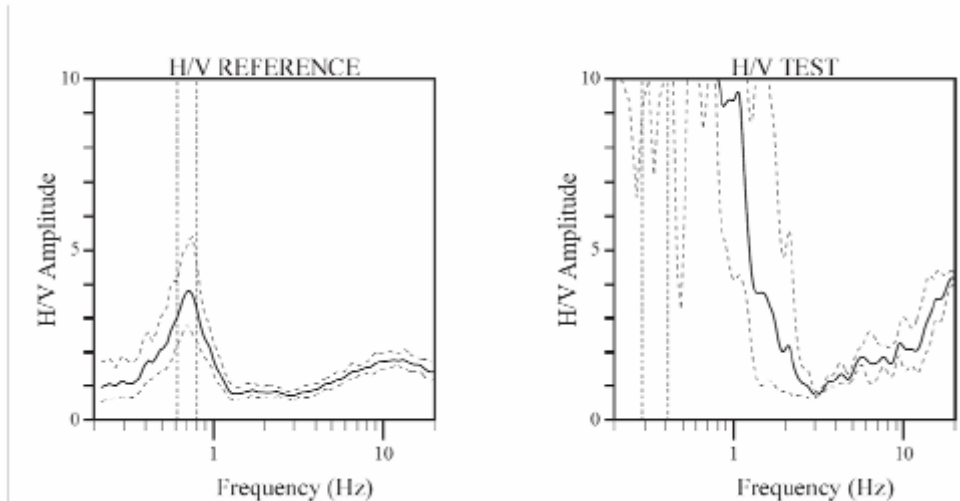 H/V REFERENCE
10
5
0
H/V Amplitude
1
10
Frequency (Hz)
H/V TEST
10
5
0
H/V Amplitude
1
10
Frequency (Hz)